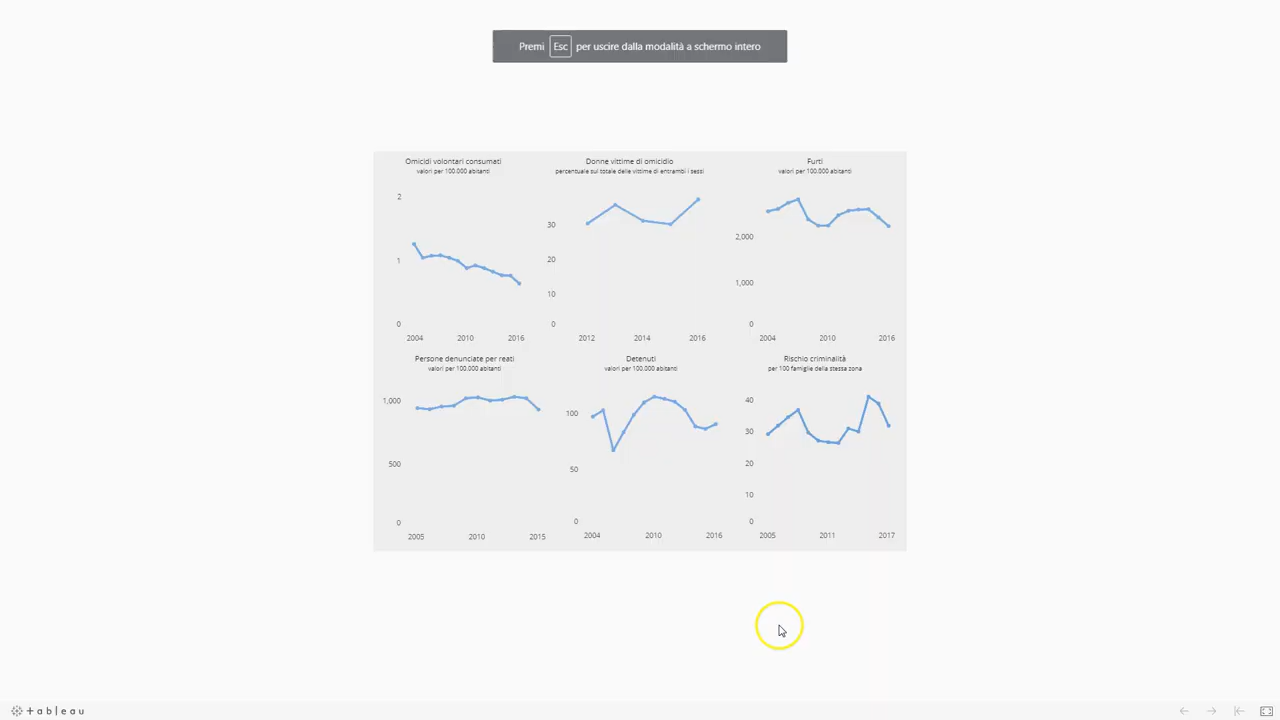 Premi Esc per uscire dalla modalità a schermo intero
Omicidi volontari consumati
valori per 100.000 abitanti
2
1
0
2004 2010 2016
Donne vittime di omicidio
percentuale sul totale delle vittime di entrambi i sessi
30
20
10
0
2012 2014 2016
Furti
valori per 100.000 abitanti
2,000
1,000
0
2004 2010 2016
Persone denunciate per reati
valori per 100.000 abitanti
1,000
500
0
2005 2010 2015
Detenuti
valori per 100.000 abitanti
100
50
0
2004 2010 2016
Rischio criminalità
per 100 famiglie della stessa zona
40
30
20
10
0
2005 2011 2017
+ableau